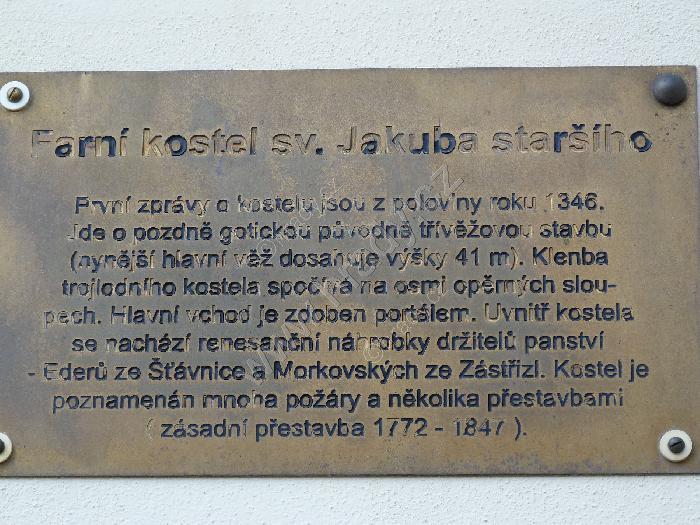 Farní kostel sv. Jakuba staršího
První zprávy o kostelu jsou z poloviny roku 1346.
Jde o pozdně gotickou původně třívěžovou stavbu
(nynější hlavní věž dosahuje výšky 41 m). Klenba
trojlodního kostela spočívá na osmi opěrných slou-
pech. Hlavní vchod je zdoben portálem. Uvnitř kostela
se nachází renesanční náhrobky držitelů panství
- Ederů ze Šťávnice a Morkovských ze Zástřizl. Kostel je
poznamenán mnoha požáry a několika přestavbami
( zásadní přestavba 1772 - 1847 ).
www.hrady.cz